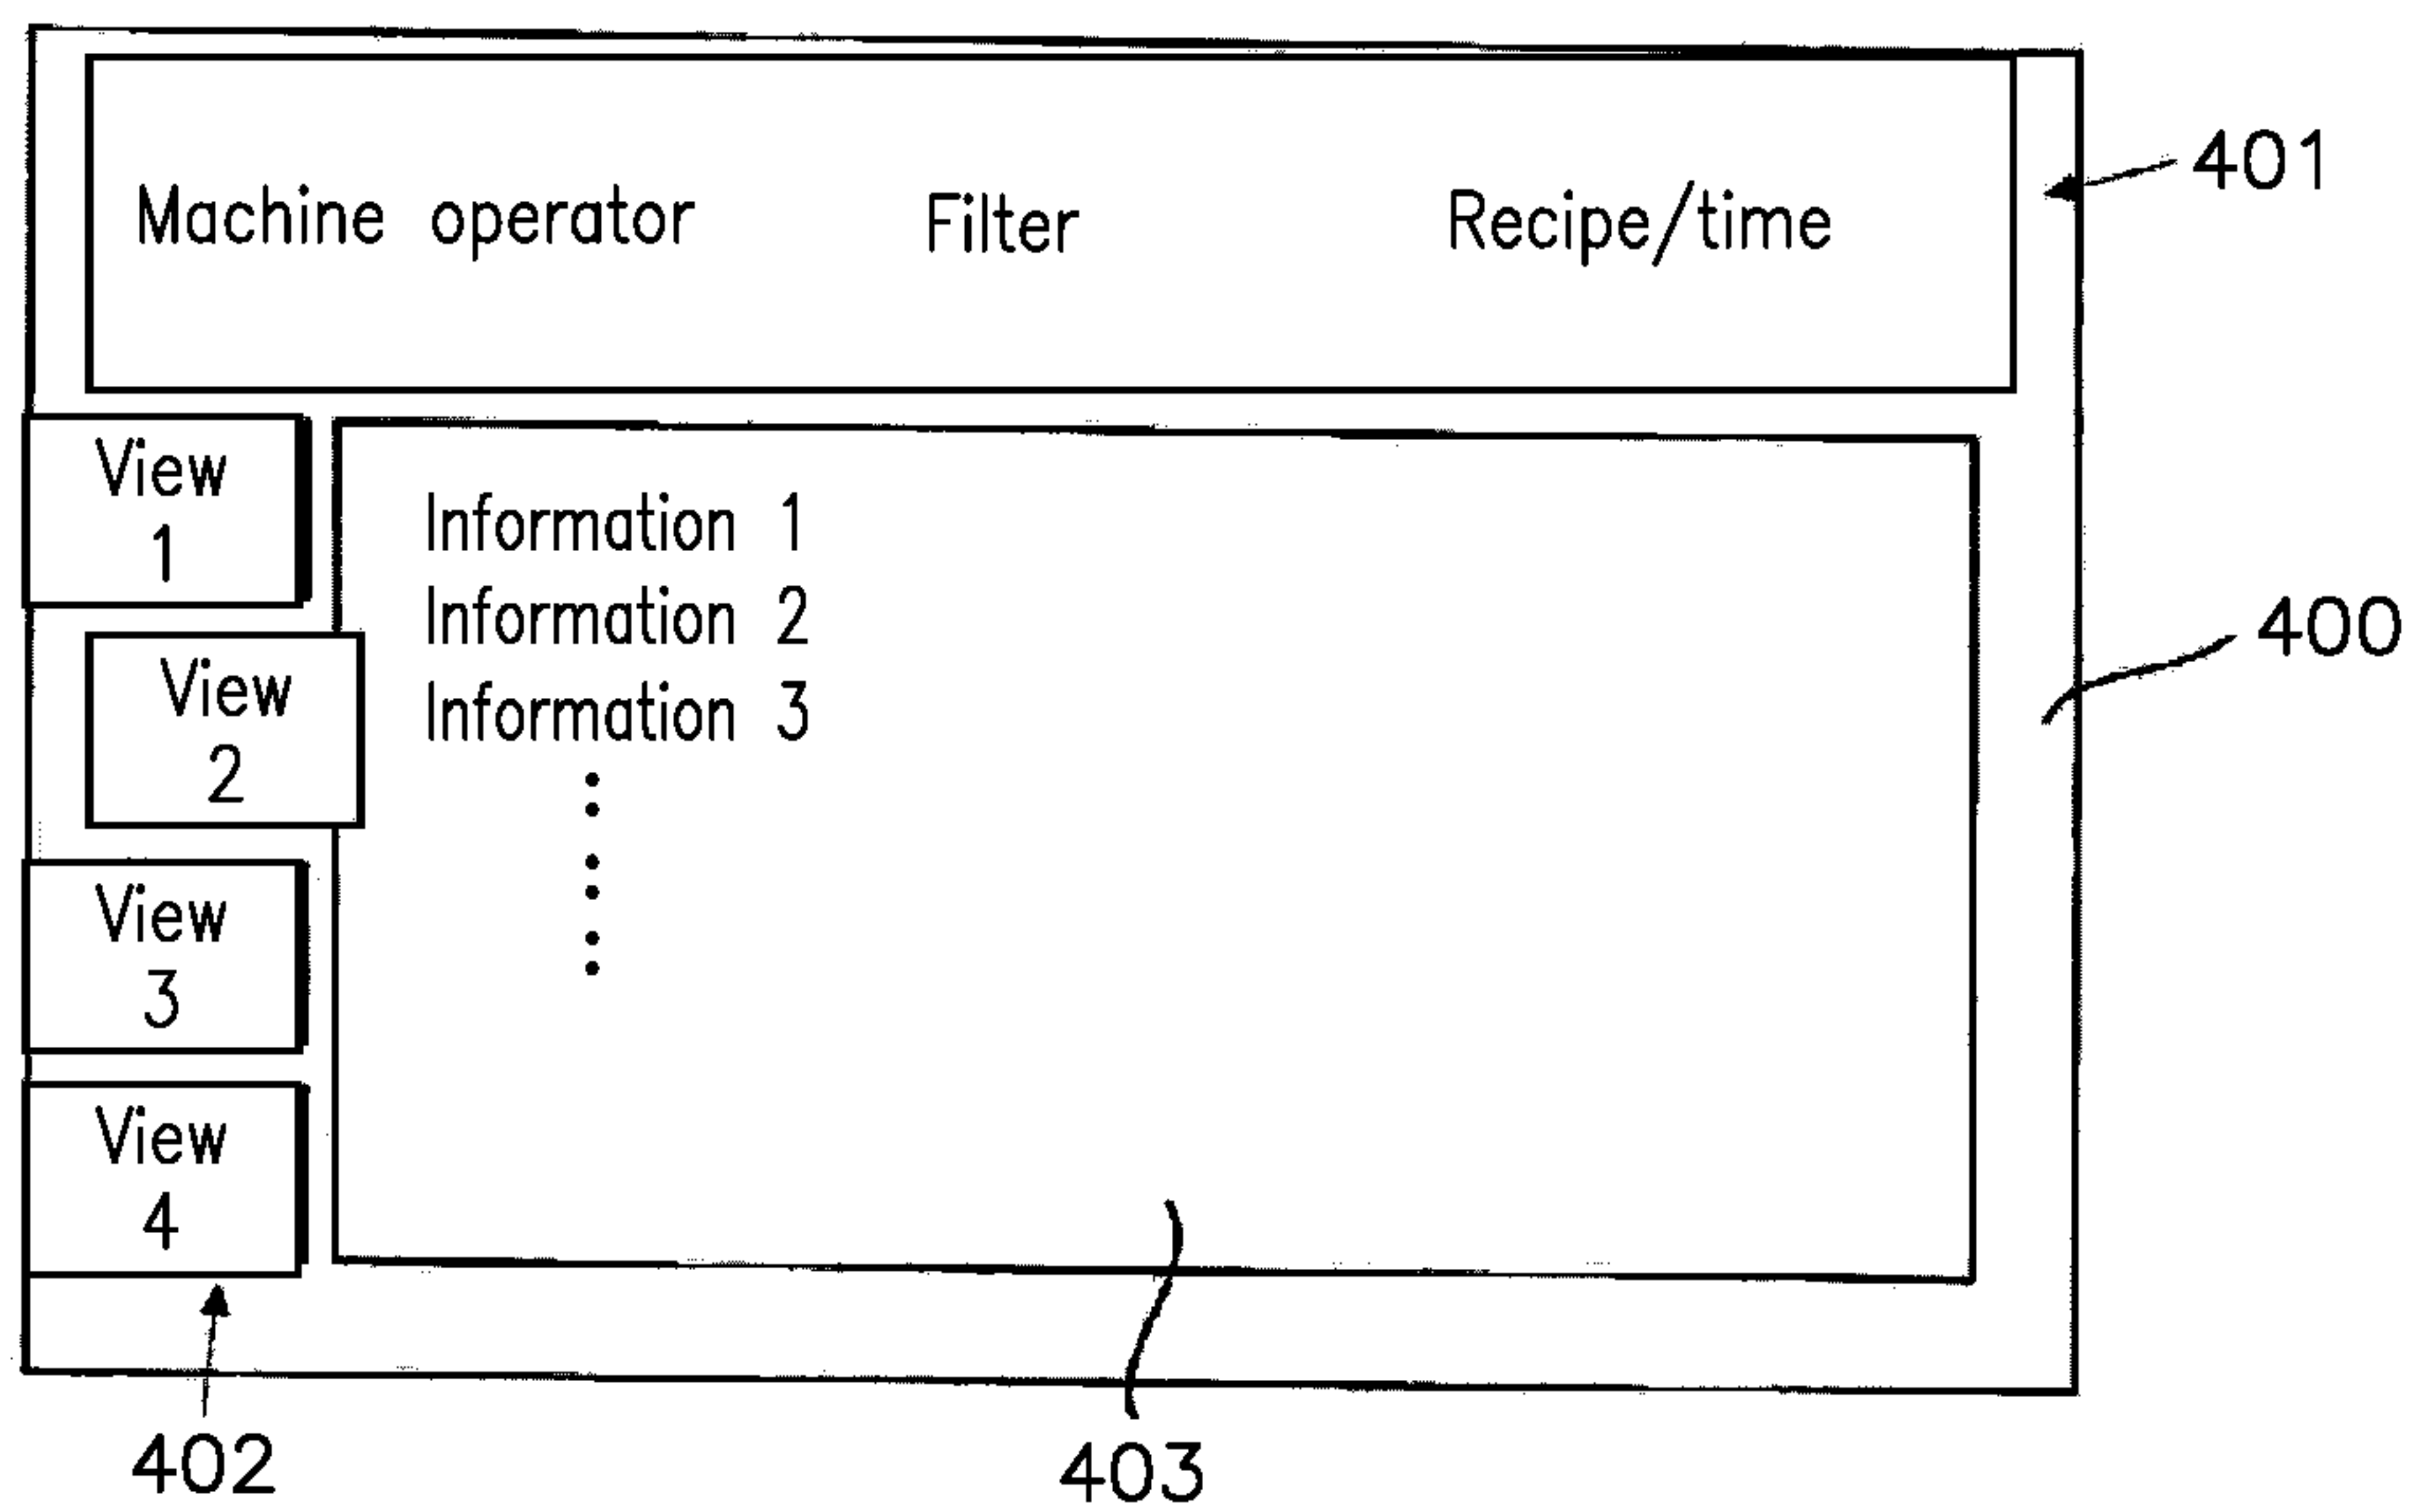 Machine operator Filter Recipe/time
401
View
1
Information 1
Information 2
Information 3
400
View
2
View
3
View
4
402
403